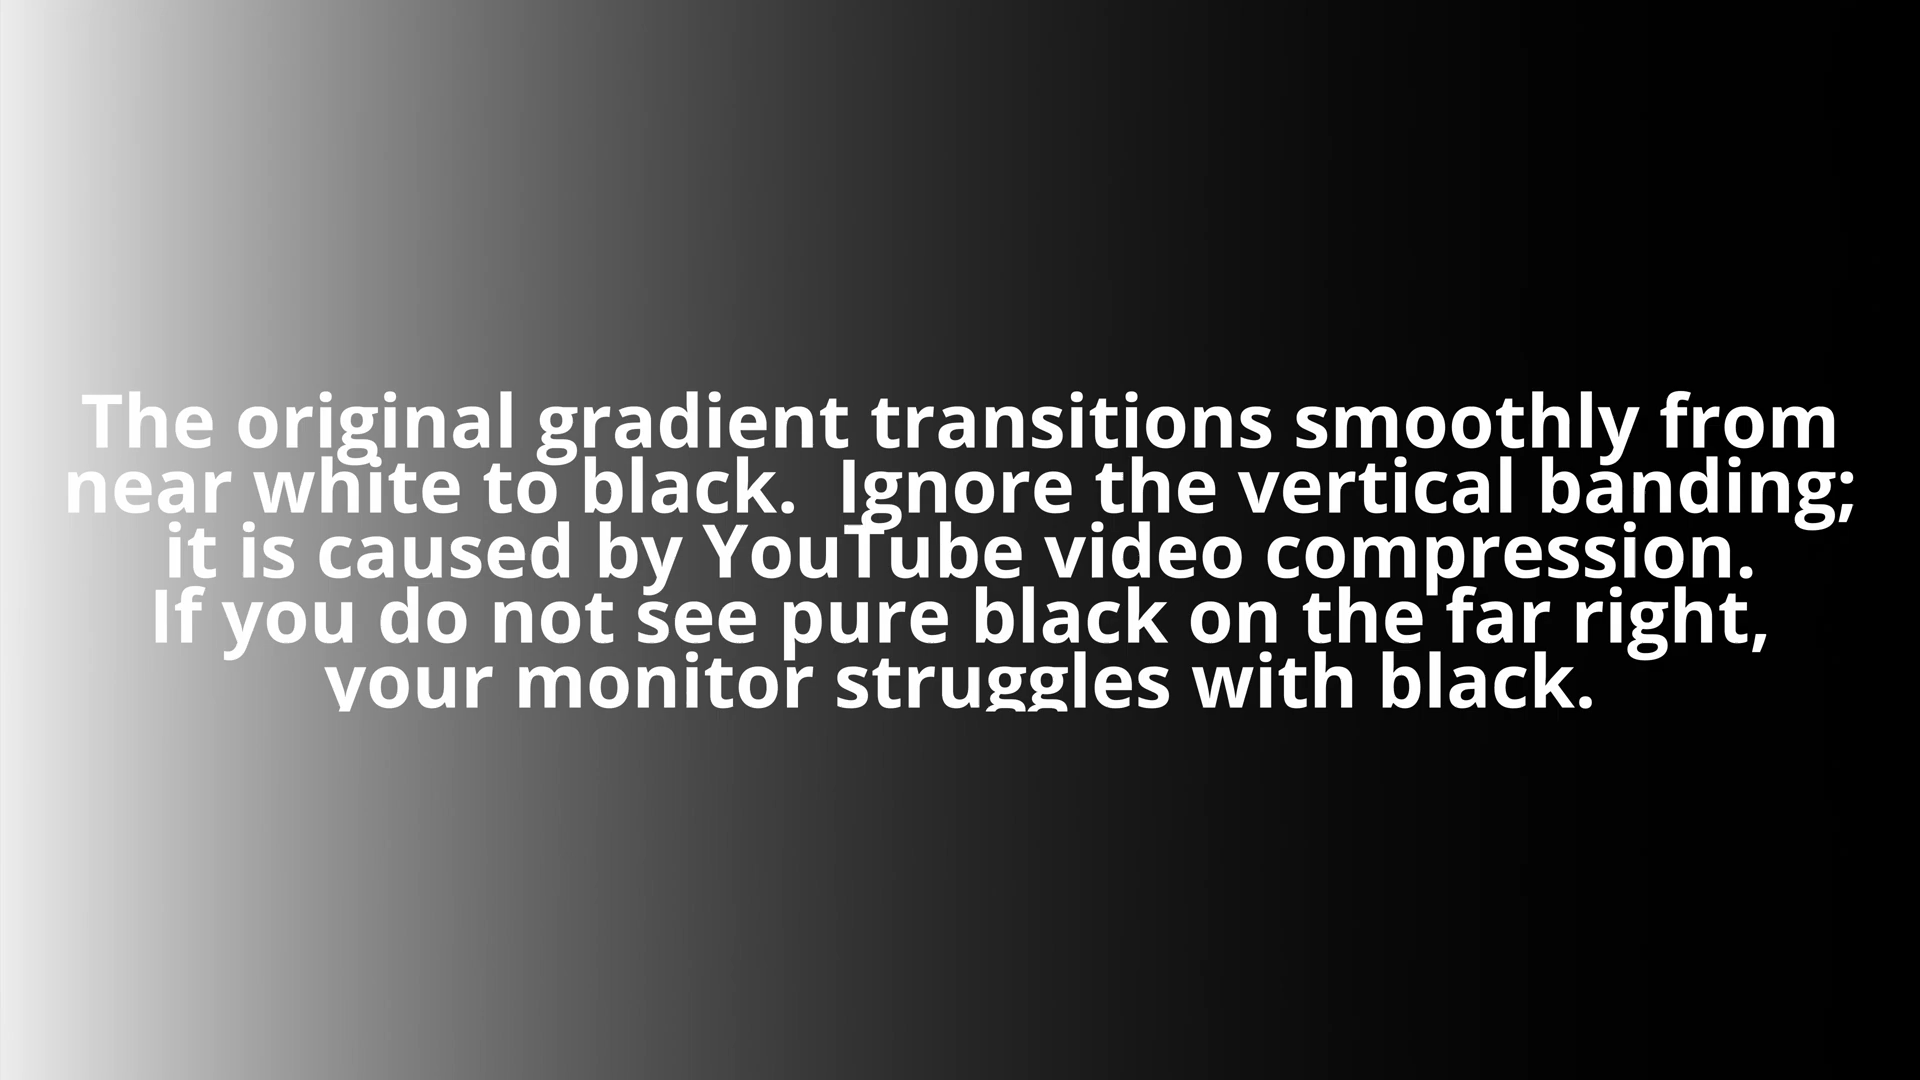 The original gradient transitions smoothly from
near white to black.  Ignore the vertical banding;
it is caused by YouTube video compression.
If you do not see pure black on the far right,
your monitor struggles with black.